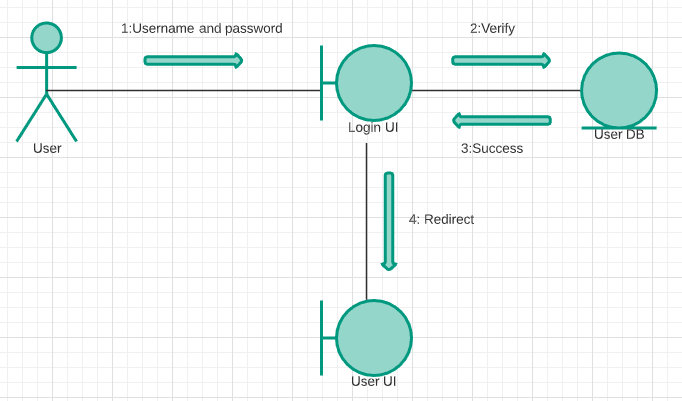 1:Username and password
2:Verify
Login UI
User DB
User
3:Success
4: Redirect
User UI